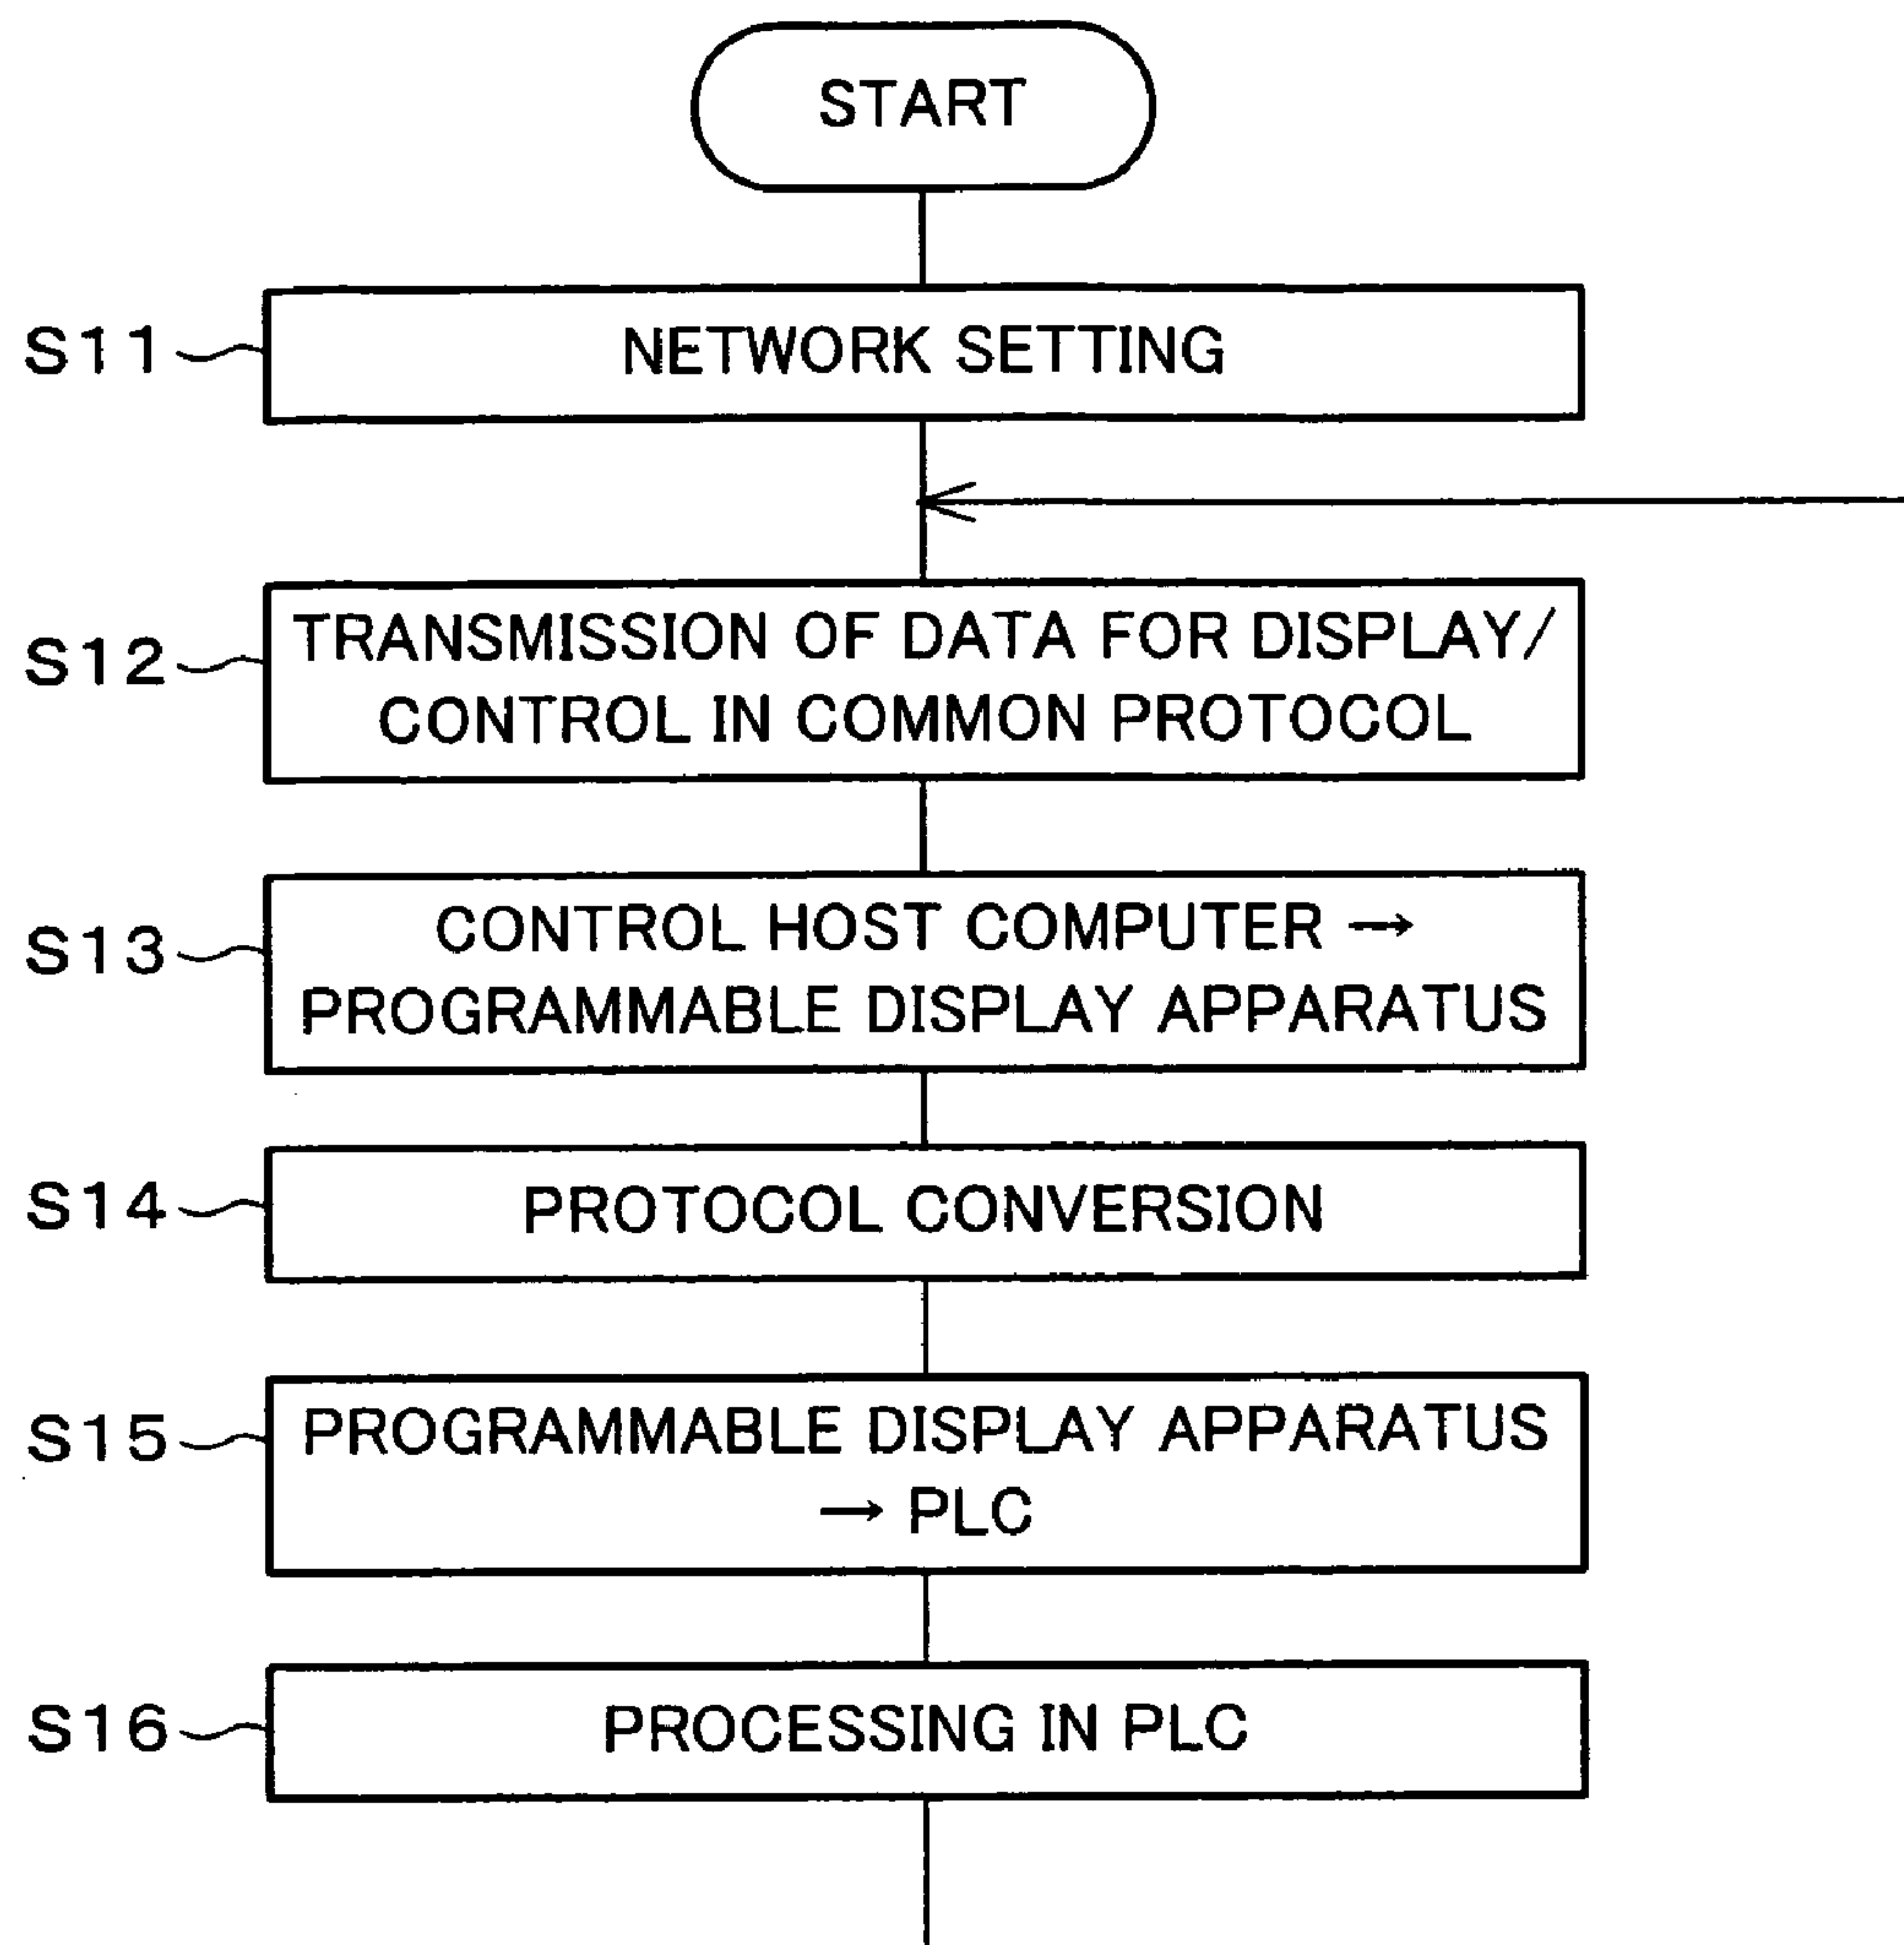 START
S11
NETWORK SETTING
S12
TRANSMISSION OF DATA FOR DISPLAY/
CONTROL IN COMMON PROTOCOL
S13
CONTROL HOST COMPUTER →
PROGRAMMABLE DISPLAY APPARATUS
S14
PROTOCOL CONVERSION
S15
PROGRAMMABLE DISPLAY APPARATUS
→ PLC
S16
PROCESSING IN PLC